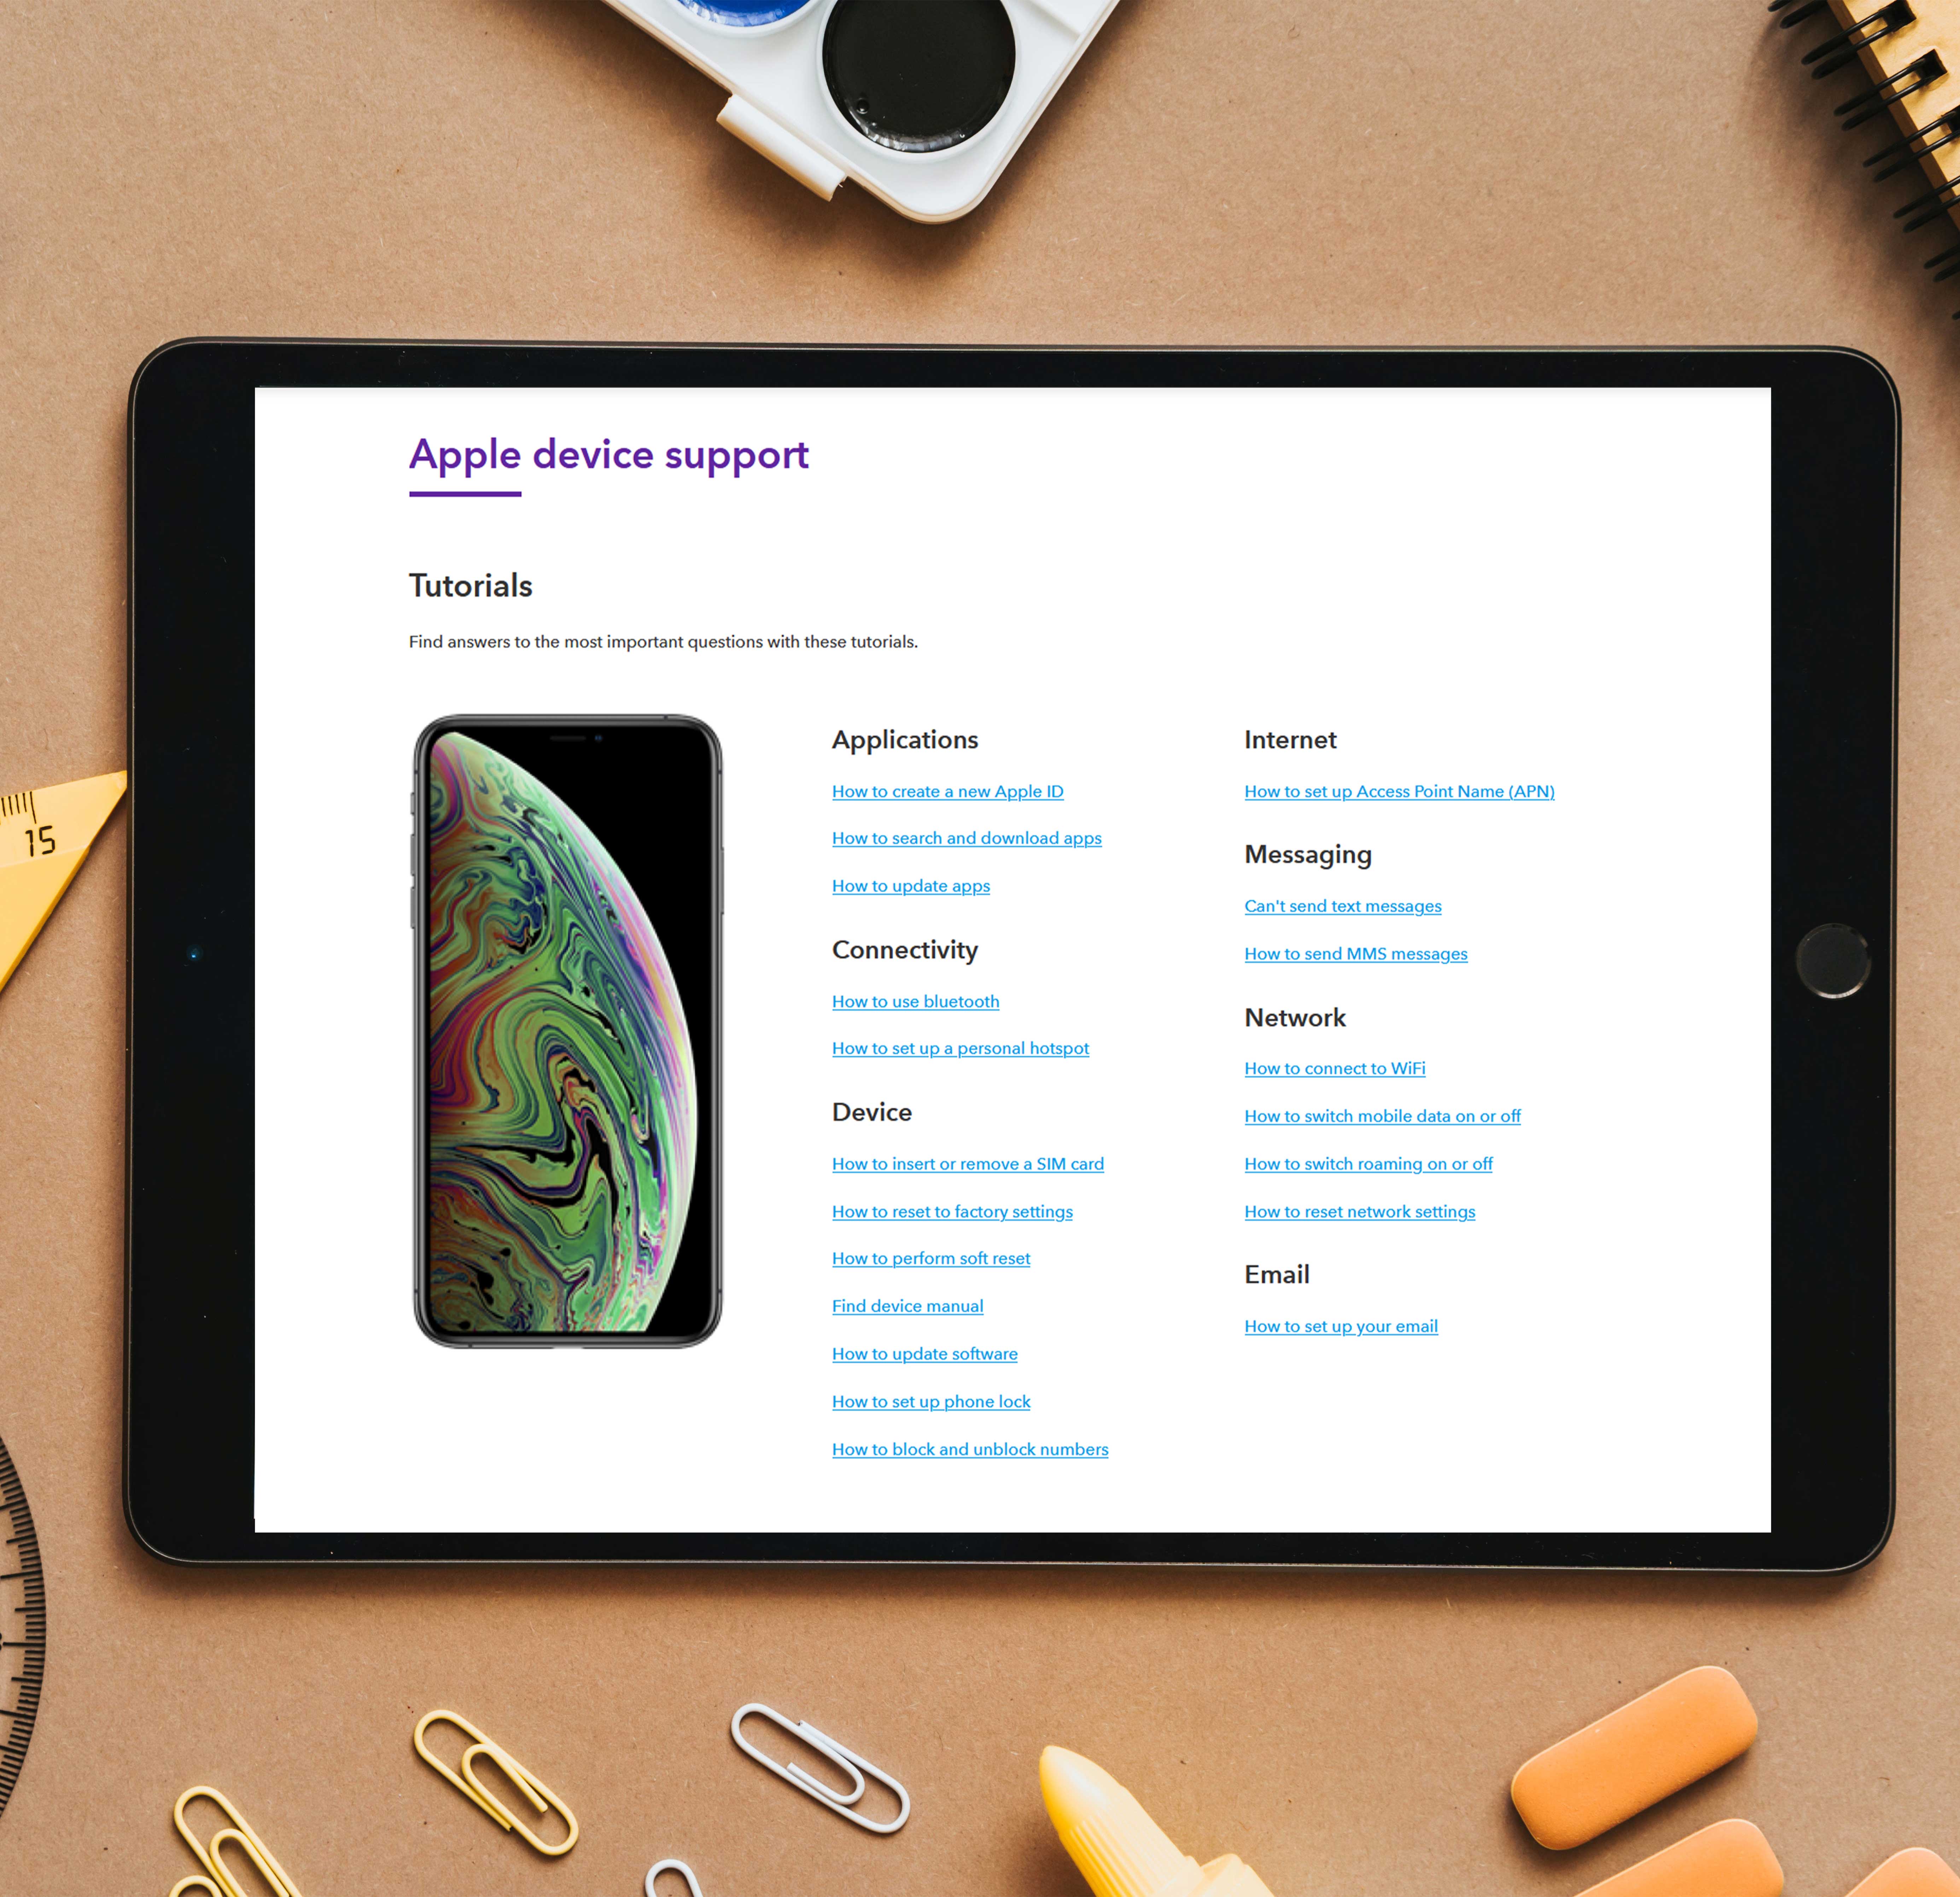 Apple device support
Tutorials
Find answers to the most important questions with these tutorials.
Applications
How to create a new Apple ID
How to search and download apps
How to update apps
Connectivity
How to use bluetooth
How to set up a personal hotspot
Device
How to insert or remove a SIM card
How to reset to factory settings
How to perform soft reset
Find device manual
How to update software
How to set up phone lock
How to block and unblock numbers
Internet
How to set up Access Point Name (APN)
Messaging
Can't send text messages
How to send MMS messages
Network
How to connect to WiFi
How to switch mobile data on or off
How to switch roaming on or off
How to reset network settings
Email
How to set up your email
15